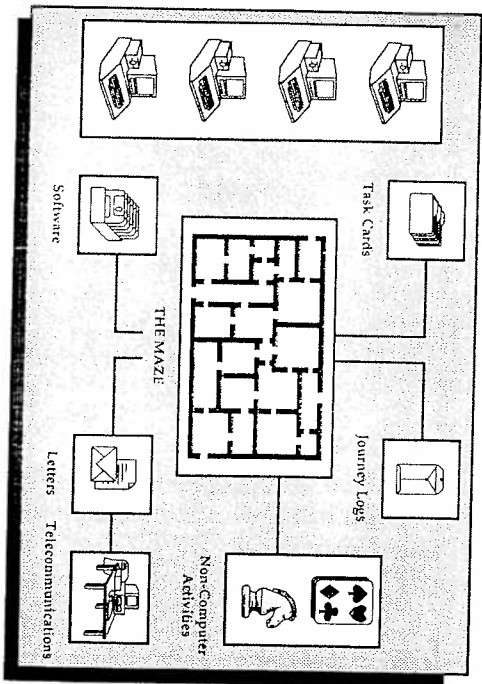 Task Cards
Journey Logs
Non-Computer
Activities
THE MAZE
Software
Letters
Telecommunications